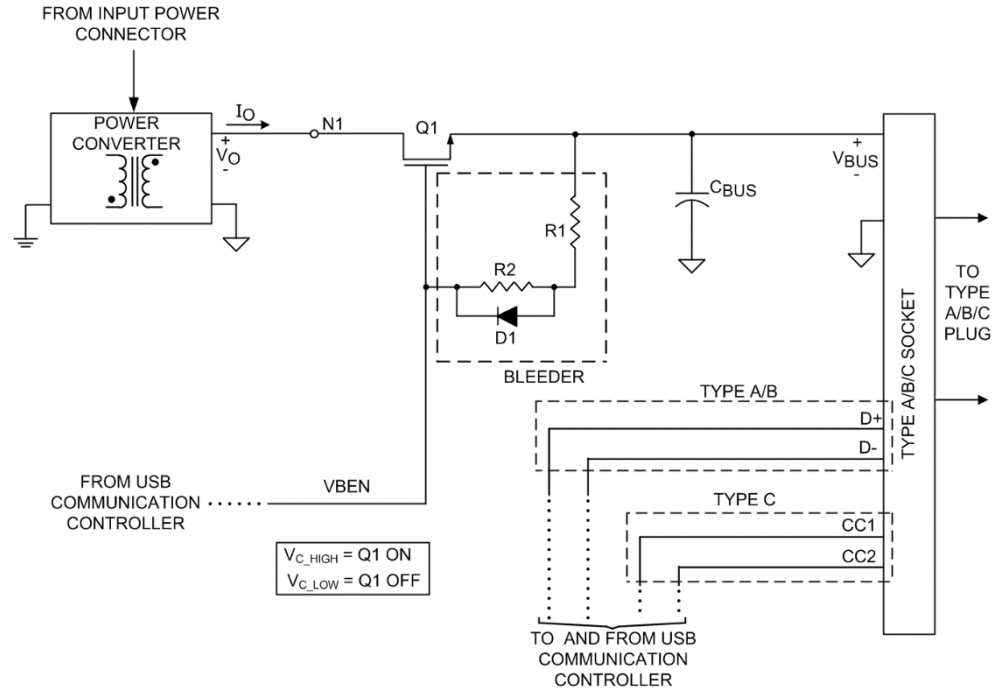 FROM INPUT POWER
CONNECTOR
POWER
CONVERTER
IO
+
VO
-
N1
Q1
+
VBUS
-
CBUS
R1
R2
D1
BLEEDER
TYPE A/B/C SOCKET
TO
TYPE
A/B/C
PLUG
TYPE A/B
D+
D-
FROM USB
COMMUNICATION
CONTROLLER
VBEN
TYPE C
CC1
CC2
VC_HIGH = Q1 ON
VC_LOW = Q1 OFF
TO AND FROM USB
COMMUNICATION
CONTROLLER